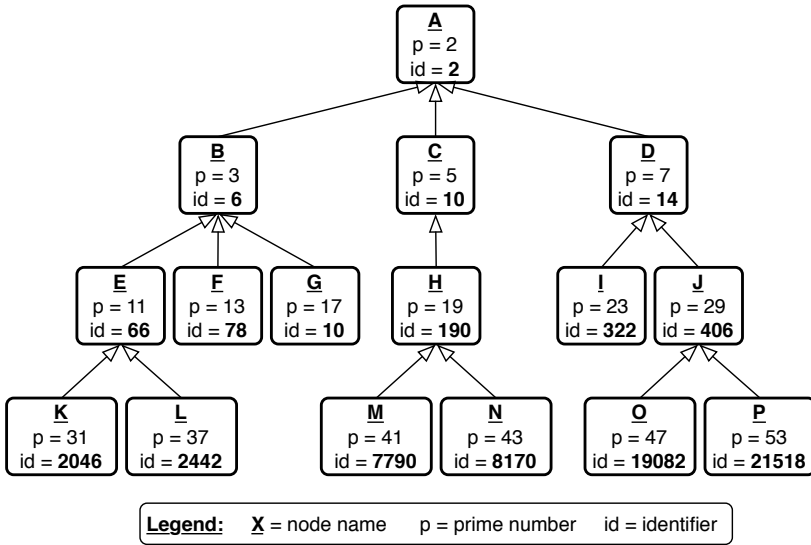 A
p = 2
id = 2
B
p = 3
id = 6
C
p = 5
id = 10
D
p = 7
id = 14
E
p = 11
id = 66
F
p = 13
id = 78
G
p = 17
id = 10
H
p = 19
id = 190
I
p = 23
id = 322
J
p = 29
id = 406
K
p = 31
id = 2046
L
p = 37
id = 2442
M
p = 41
id = 7790
N
p = 43
id = 8170
O
p = 47
id = 19082
P
p = 53
id = 21518
Legend: X = node name p = prime number id = identifier